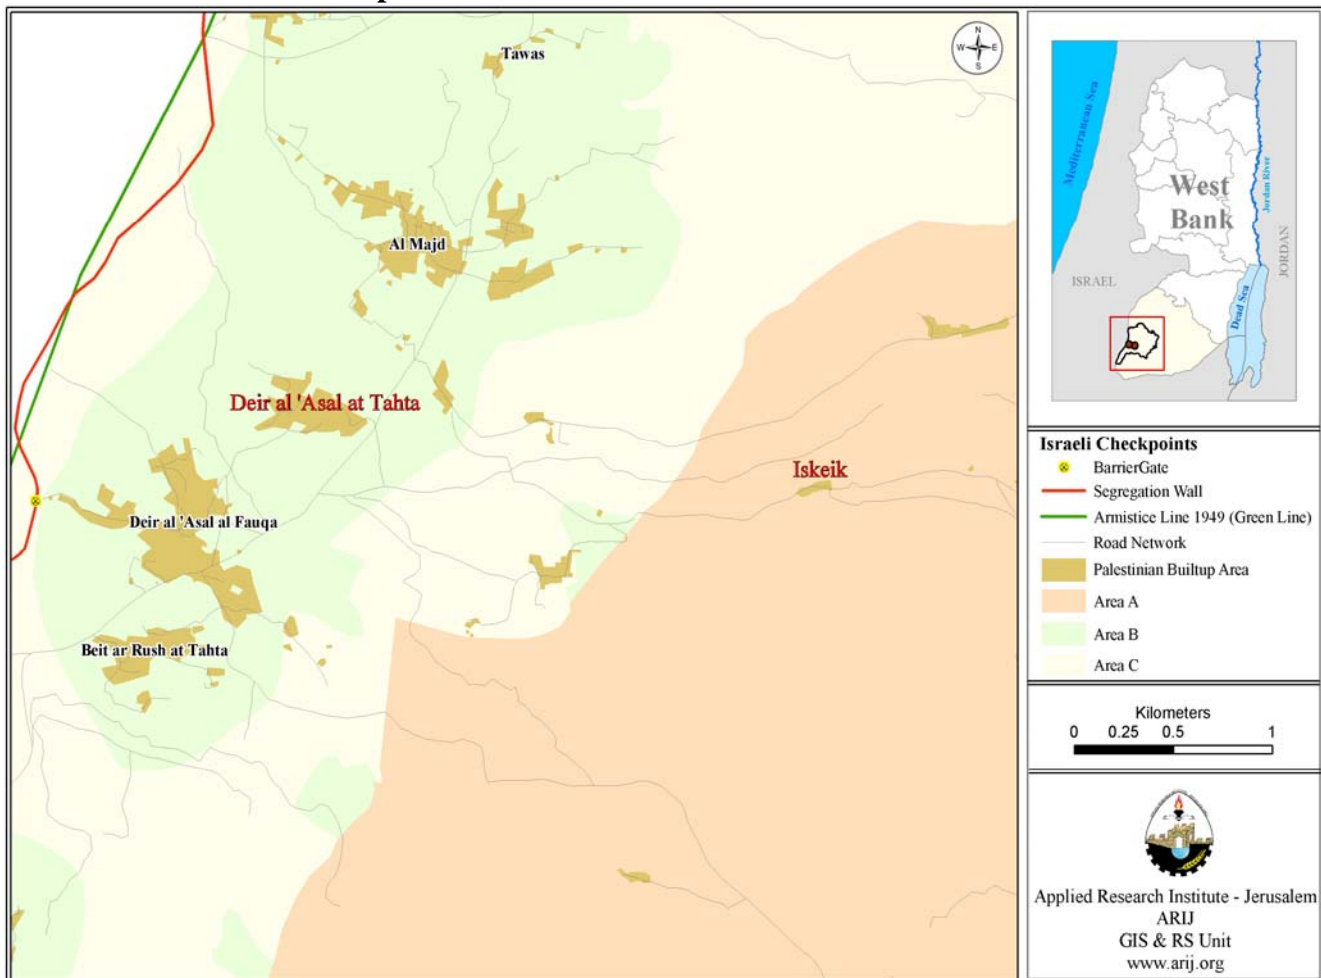 Tawas
Al Majd
Deir al 'Asal at Tahta
Iskeik
Deir al 'Asal al Fauqa
Beit ar Rush at Tahta
N
W E
S
Mediterranean Sea
West
Bank
Jordan River
JORDAN
ISRAEL
Dead Sea
Israeli Checkpoints
BarrierGate
Segregation Wall
Armistice Line 1949 (Green Line)
Road Network
Palestinian Builtup Area
Area A
Area B
Area C
Kilometers
0 0.25 0.5 1
Applied Research Institute - Jerusalem
ARIJ
GIS & RS Unit
www.arij.org